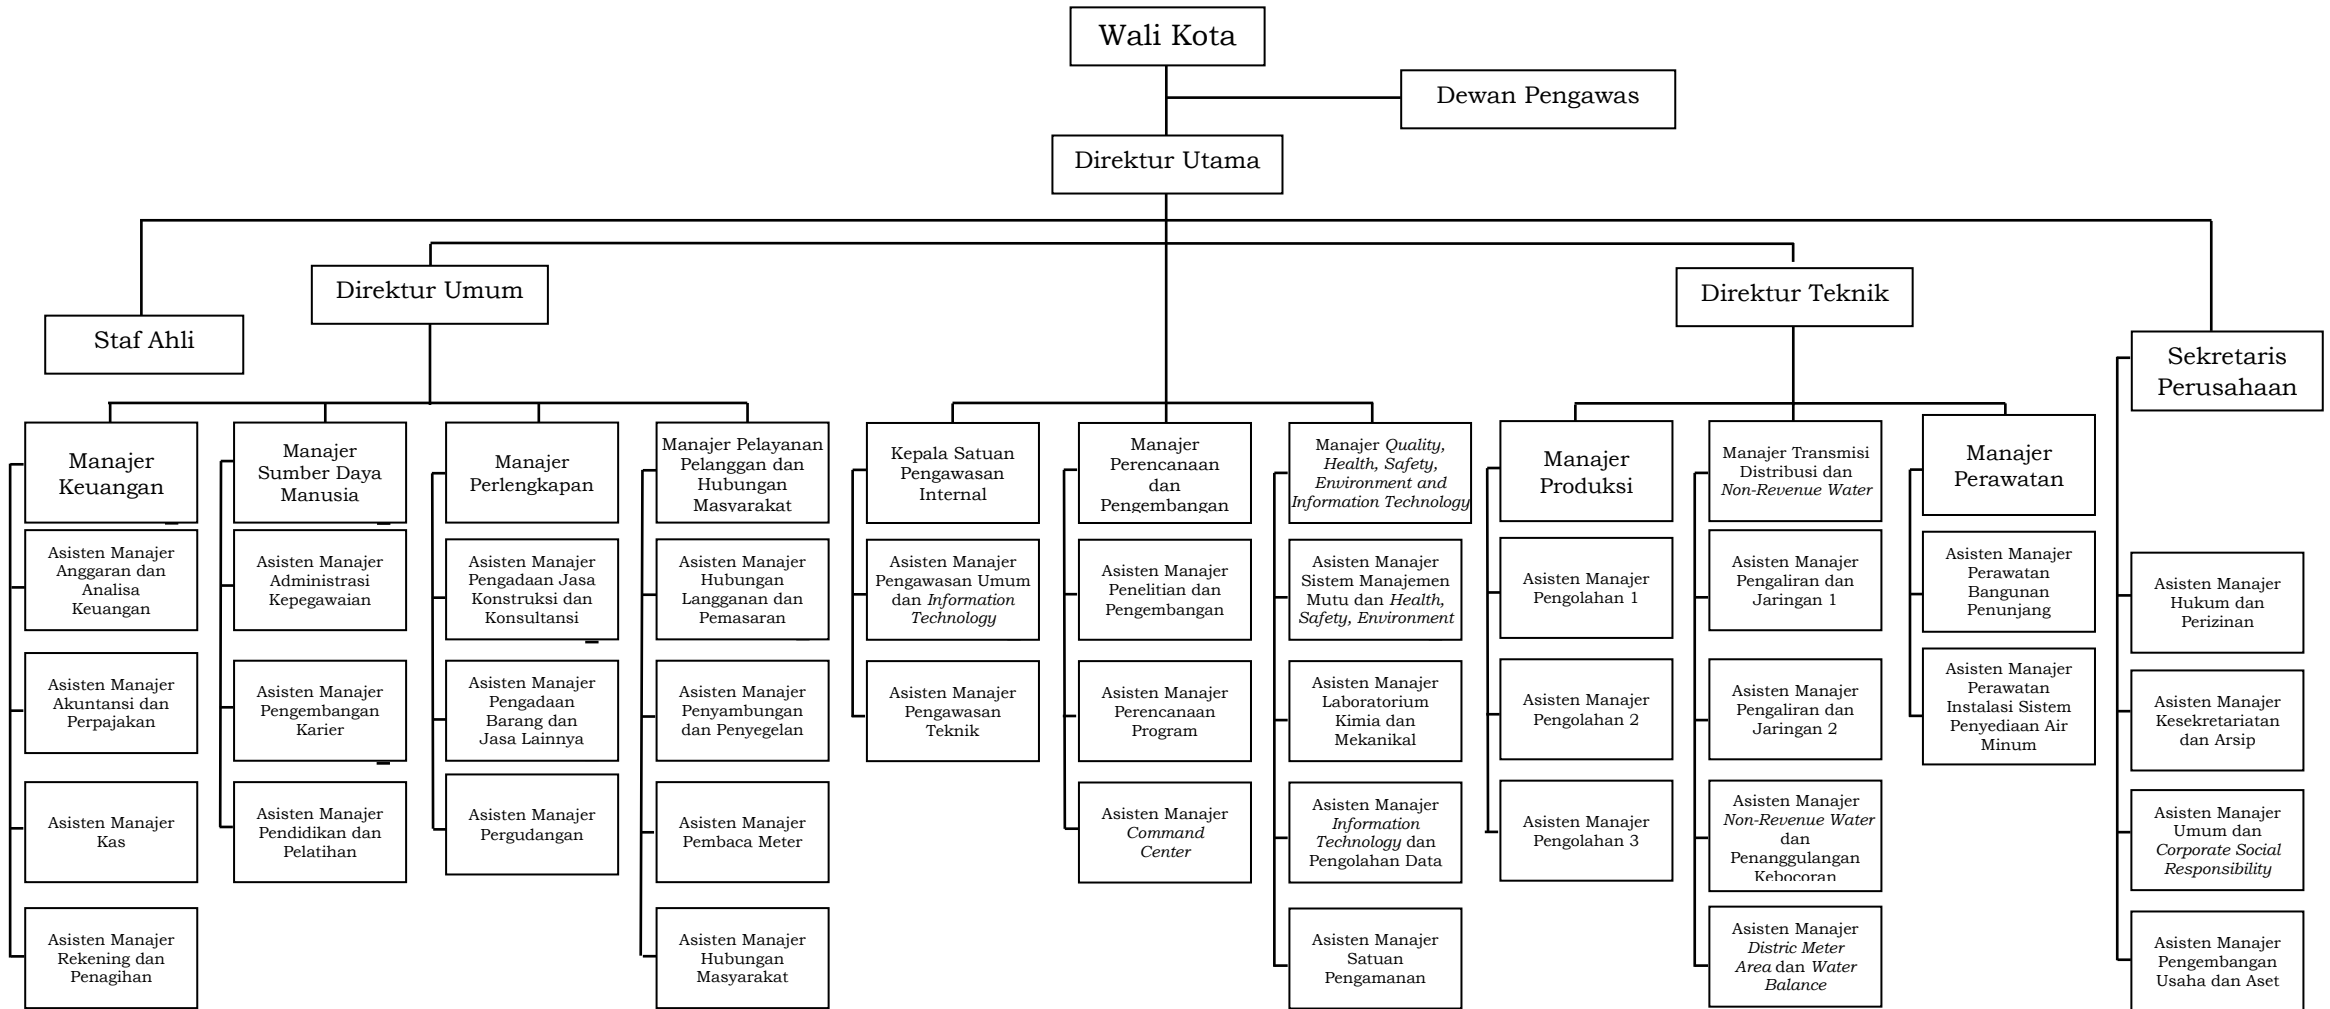 Wali Kota
Dewan Pengawas
Direktur Utama
Direktur Umum
Direktur Teknik
Staf Ahli
Sekretaris
Perusahaan
Manajer
Keuangan
Manajer
Sumber Daya
Manusia
Manajer
Perlengkapan
Manajer Pelayanan
Pelanggan dan
Hubungan
Masyarakat
Kepala Satuan
Pengawasan
Internal
Manajer
Perencanaan
dan
Pengembangan
Manajer Quality,
Health, Safety,
Environment and
Information Technology
Manajer
Produksi
Manajer Transmisi
Distribusi dan
Non-Revenue Water
Manajer
Perawatan
Asisten Manajer
Anggaran dan
Analisa
Keuangan
Asisten Manajer
Administrasi
Kepegawaian
Asisten Manajer
Pengadaan Jasa
Konstruksi dan
Konsultansi
Asisten Manajer
Hubungan
Langganan dan
Pemasaran
Asisten Manajer
Pengawasan Umum
dan Information
Technology
Asisten Manajer
Penelitian dan
Pengembangan
Asisten Manajer
Sistem Manajemen
Mutu dan Health,
Safety, Environment
Asisten Manajer
Pengolahan 1
Asisten Manajer
Pengaliran dan
Jaringan 1
Asisten Manajer
Perawatan
Bangunan
Penunjang
Asisten Manajer
Hukum dan
Perizinan
Asisten Manajer
Akuntansi dan
Perpajakan
Asisten Manajer
Pengembangan
Karier
Asisten Manajer
Pengadaan
Barang dan
Jasa Lainnya
Asisten Manajer
Penyambungan
dan Penyegelan
Asisten Manajer
Pengawasan
Teknik
Asisten Manajer
Perencanaan
Program
Asisten Manajer
Laboratorium
Kimia dan
Mekanikal
Asisten Manajer
Pengolahan 2
Asisten Manajer
Pengaliran dan
Jaringan 2
Asisten Manajer
Perawatan
Instalasi Sistem
Penyediaan Air
Minum
Asisten Manajer
Kesekretariatan
dan Arsip
Asisten Manajer
Kas
Asisten Manajer
Pendidikan dan
Pelatihan
Asisten Manajer
Pergudangan
Asisten Manajer
Pembaca Meter
Asisten Manajer
Command
Center
Asisten Manajer
Information
Technology dan
Pengolahan Data
Asisten Manajer
Pengolahan 3
Asisten Manajer
Non-Revenue Water
dan
Penanggulangan
Kebocoran
Asisten Manajer
Umum dan
Corporate Social
Responsibility
Asisten Manajer
Rekening dan
Penagihan
Asisten Manajer
Hubungan
Masyarakat
Asisten Manajer
Satuan
Pengamanan
Asisten Manajer
Distric Meter
Area dan Water
Balance
Asisten Manajer
Pengembangan
Usaha dan Aset